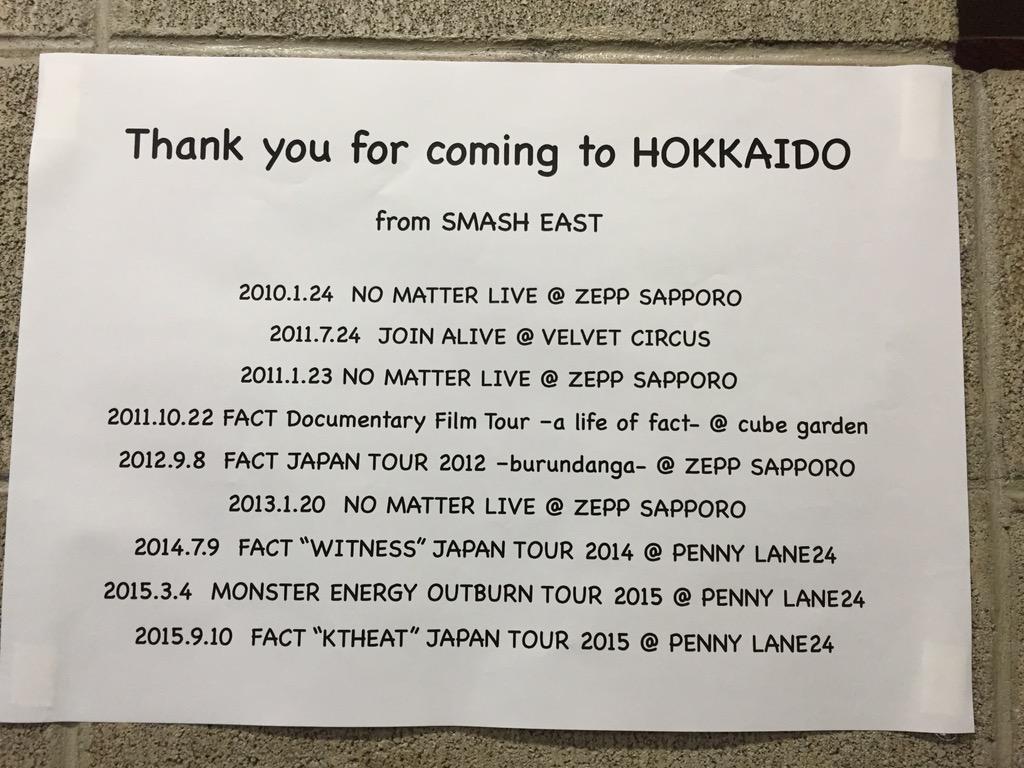 Thank you for coming to HOKKAIDO
from SMASH EAST
2010.1.24 NO MATTER LIVE @ ZEPP SAPPORO
2011.7.24 JOIN ALIVE @ VELVET CIRCUS
2011.1.23 NO MATTER LIVE @ ZEPP SAPPORO
2011.10.22 FACT Documentary Film Tour -a life of fact- @ cube garden
2012.9.8 FACT JAPAN TOUR 2012 -burundanga- @ ZEPP SAPPORO
2013.1.20 NO MATTER LIVE @ ZEPP SAPPORO
2014.7.9 FACT "WITNESS" JAPAN TOUR 2014 @ PENNY LANE24
2015.3.4 MONSTER ENERGY OUTBURN TOUR 2015 @ PENNY LANE24
2015.9.10 FACT "KTHEAT" JAPAN TOUR 2015 @ PENNY LANE24